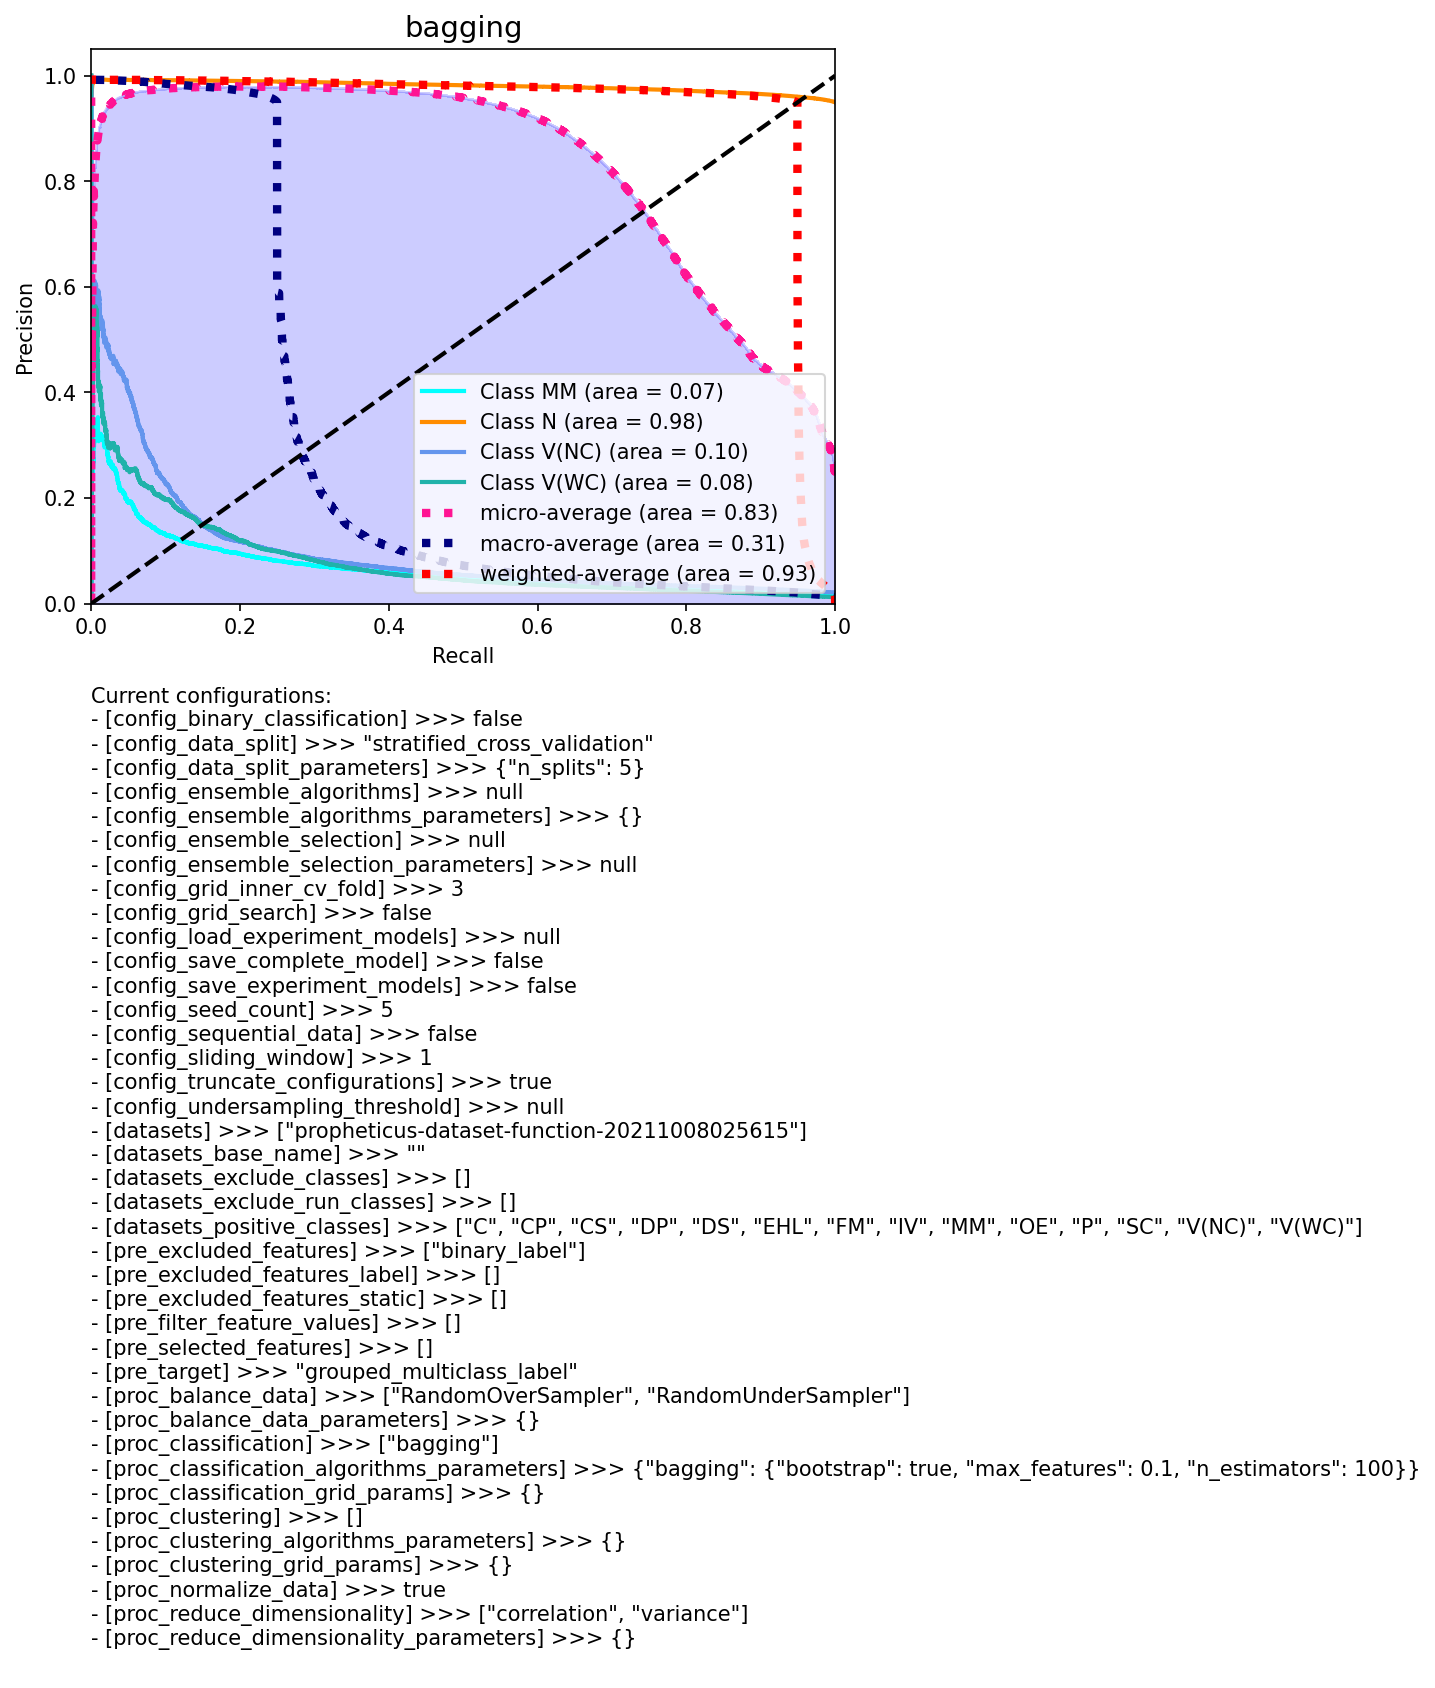 bagging
1.0
0.8
0.6
0.4
0.2
0.0
Precision
Class MM (area = 0.07)
Class N (area = 0.98)
Class V(NC) (area = 0.10)
Class V(WC) (area = 0.08)
micro-average (area = 0.83)
macro-average (area = 0.31)
weighted-average (area = 0.93)
0.0 0.2 0.4 0.6 0.8 1.0
Recall
Current configurations:
- [config_binary_classification] >>> false
- [config_data_split] >>> "stratified_cross_validation"
- [config_data_split_parameters] >>> {"n_splits": 5}
- [config_ensemble_algorithms] >>> null
- [config_ensemble_algorithms_parameters] >>> {}
- [config_ensemble_selection] >>> null
- [config_ensemble_selection_parameters] >>> null
- [config_grid_inner_cv_fold] >>> 3
- [config_grid_search] >>> false
- [config_load_experiment_models] >>> null
- [config_save_complete_model] >>> false
- [config_save_experiment_models] >>> false
- [config_seed_count] >>> 5
- [config_sequential_data] >>> false
- [config_sliding_window] >>> 1
- [config_truncate_configurations] >>> true
- [config_undersampling_threshold] >>> null
- [datasets] >>> ["propheticus-dataset-function-20211008025615"]
- [datasets_base_name] >>> ""
- [datasets_exclude_classes] >>> []
- [datasets_exclude_run_classes] >>> []
- [datasets_positive_classes] >>> ["C", "CP", "CS", "DP", "DS", "EHL", "FM", "IV", "MM", "OE", "P", "SC", "V(NC)", "V(WC)"]
- [pre_excluded_features] >>> ["binary_label"]
- [pre_excluded_features_label] >>> []
- [pre_excluded_features_static] >>> []
- [pre_filter_feature_values] >>> []
- [pre_selected_features] >>> []
- [pre_target] >>> "grouped_multiclass_label"
- [proc_balance_data] >>> ["RandomOverSampler", "RandomUnderSampler"]
- [proc_balance_data_parameters] >>> {}
- [proc_classification] >>> ["bagging"]
- [proc_classification_algorithms_parameters] >>> {"bagging": {"bootstrap": true, "max_features": 0.1, "n_estimators": 100}}
- [proc_classification_grid_params] >>> {}
- [proc_clustering] >>> []
- [proc_clustering_algorithms_parameters] >>> {}
- [proc_clustering_grid_params] >>> {}
- [proc_normalize_data] >>> true
- [proc_reduce_dimensionality] >>> ["correlation", "variance"]
- [proc_reduce_dimensionality_parameters] >>> {}